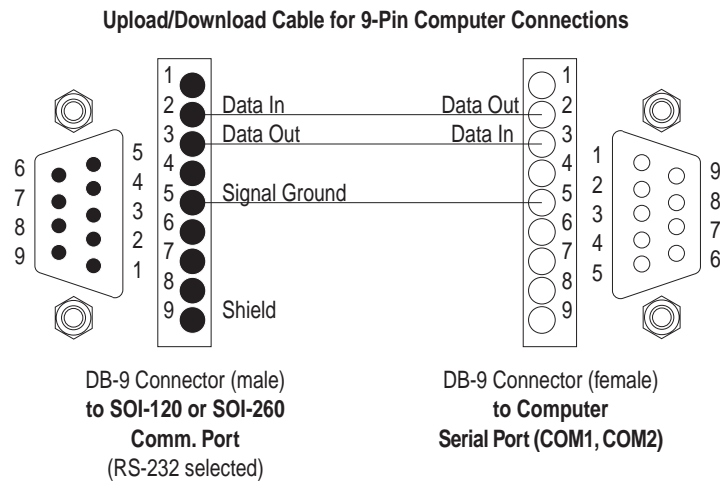 Upload/Download Cable for 9-Pin Computer Connections
1
2 Data In Data Out 2
3 Data Out Data In 3
4
5 Signal Ground 5
6
7
8
9 Shield
1
4
6
7
8
9
6
7
8
9
5
4
3
2
1
1
2
3
4
5
9
8
7
6
DB-9 Connector (male)
to SOI-120 or SOI-260
Comm. Port
(RS-232 selected)
DB-9 Connector (female)
to Computer
Serial Port (COM1, COM2)